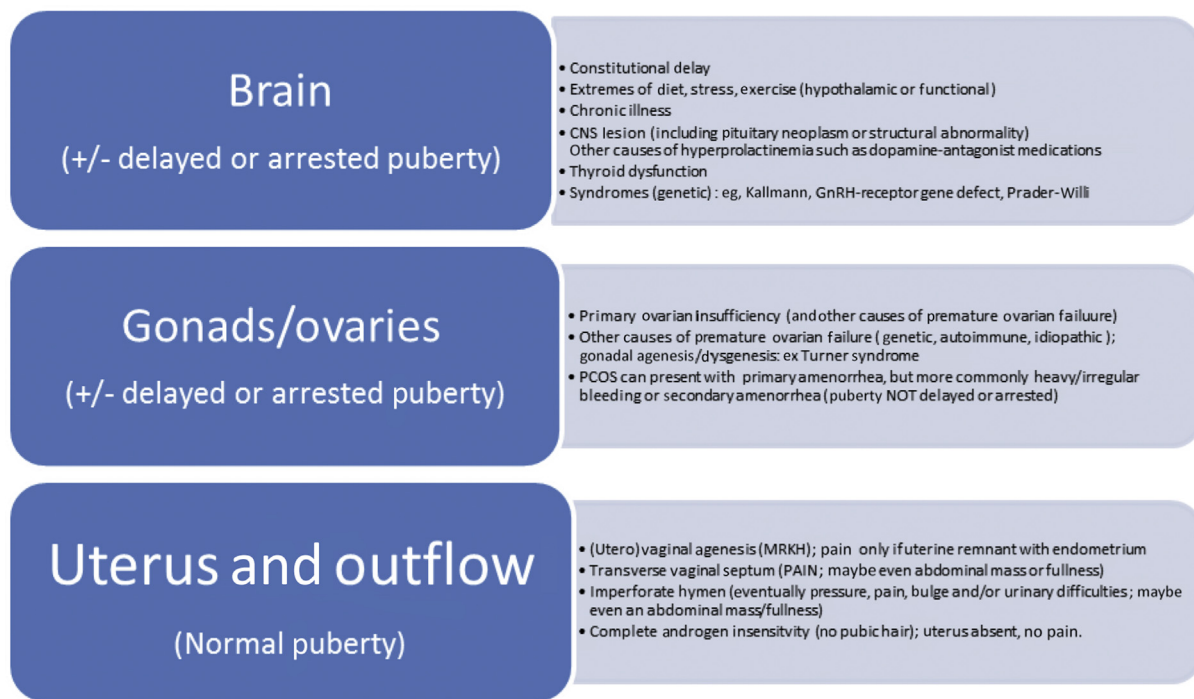 Brain
(+/- delayed or arrested puberty)
• Constitutional delay
• Extremes of diet, stress, exercise (hypothalamic or functional)
• Chronic illness
• CNS lesion (including pituitary neoplasm or structural abnormality)
Other causes of hyperprolactinemia such as dopamine-antagonist medications
• Thyroid dysfunction
• Syndromes (genetic) : eg, Kallmann, GnRH-receptor gene defect, Prader-Willi
Gonads/ovaries
(+/- delayed or arrested puberty)
• Primary ovarian insufficiency (and other causes of premature ovarian failuure)
• Other causes of premature ovarian failure ( genetic, autoimmune, idiopathic );
gonadal agenesis/dysgenesis: ex Turner syndrome
• PCOS can present with primary amenorrhea, but more commonly heavy/irregular
bleeding or secondary amenorrhea (puberty NOT delayed or arrested)
Uterus and outflow
(Normal puberty)
• (Utero) vaginal agenesis (MRKH); pain only if uterine remnant with endometrium
• Transverse vaginal septum (PAIN; maybe even abdominal mass or fullness)
• Imperforate hymen (eventually pressure, pain, bulge and/or urinary difficulties; maybe
even an abdominal mass/fullness)
• Complete androgen insensitvity (no pubic hair); uterus absent, no pain.